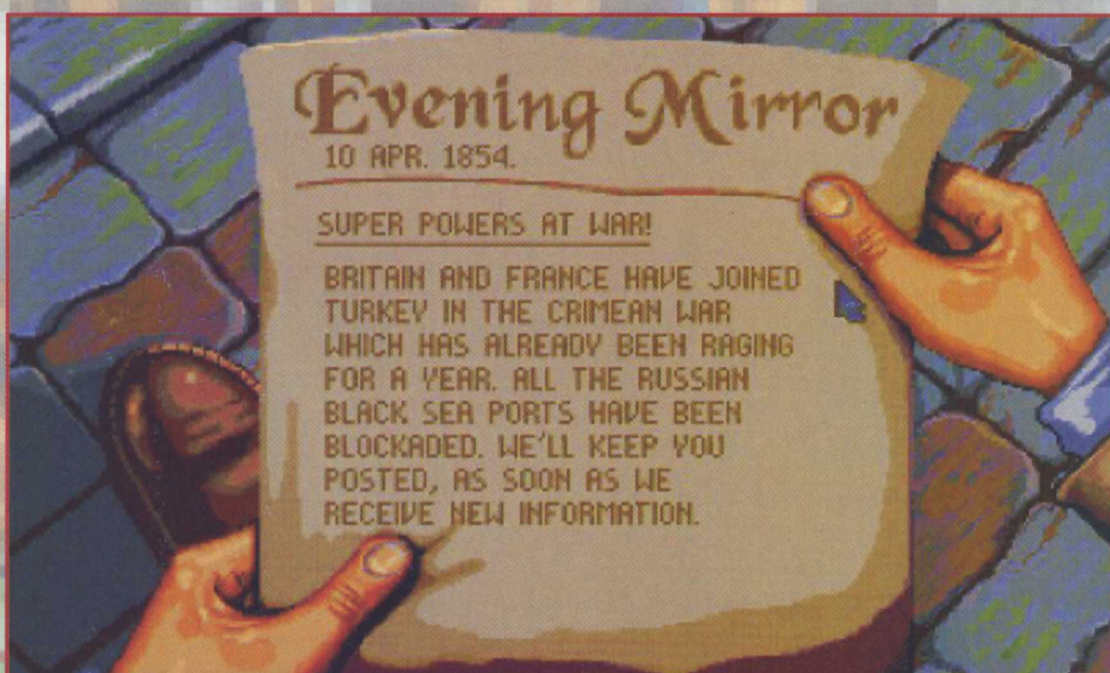 Evening Mirror
10 APR. 1854.
SUPER POWERS AT WAR!
BRITAIN AND FRANCE HAVE JOINED
TURKEY IN THE CRIMEAN WAR
WHICH HAS ALREADY BEEN RAGING
FOR A YEAR. ALL THE RUSSIAN
BLACK SEA PORTS HAVE BEEN
BLOCKADED. WE'LL KEEP YOU
POSTED, AS SOON AS WE
RECEIVE NEW INFORMATION.